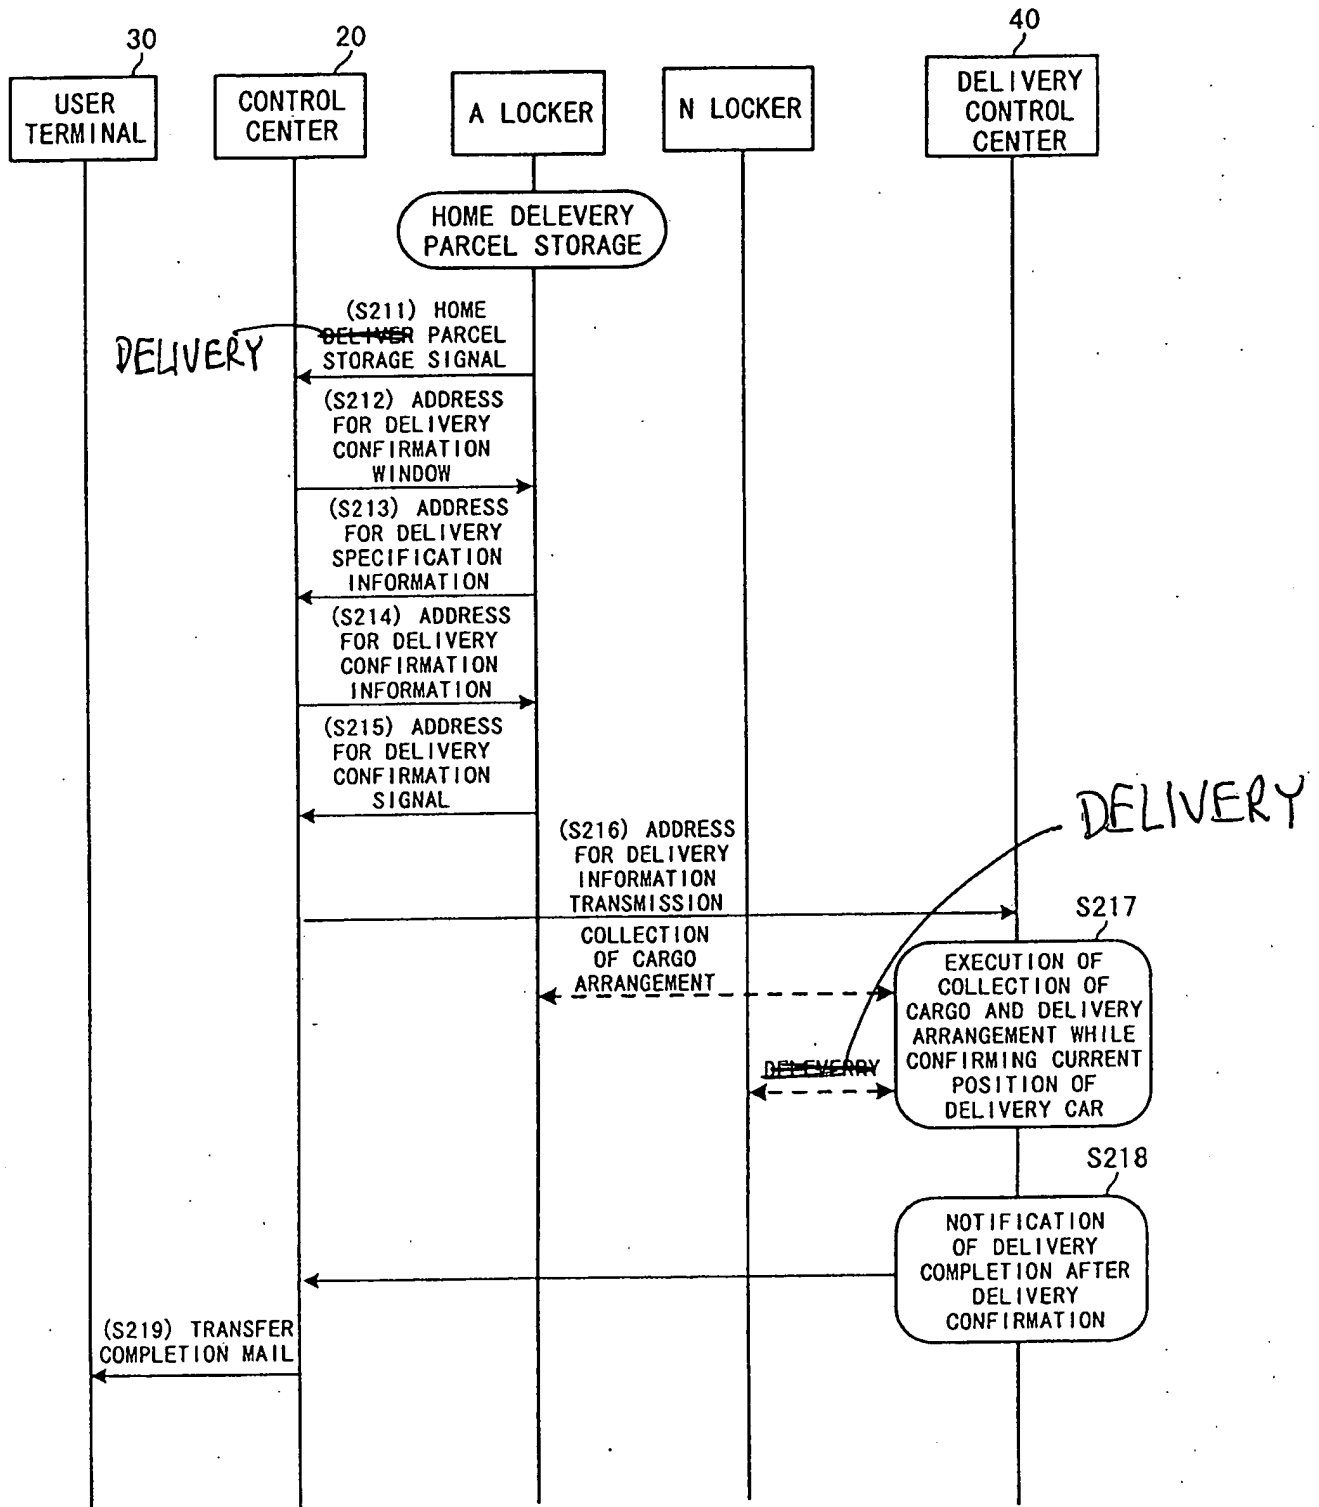 30
20
40
USER
TERMINAL
CONTROL
CENTER
A LOCKER
N LOCKER
DELIVERY
CONTROL
CENTER
HOME DELEVERY
PARCEL STORAGE
(S211) HOME
DELIVER PARCEL
STORAGE SIGNAL
DELIVERY
(S212) ADDRESS
FOR DELIVERY
CONFIRMATION
WINDOW
(S213) ADDRESS
FOR DELIVERY
SPECIFICATION
INFORMATION
(S214) ADDRESS
FOR DELIVERY
CONFIRMATION
INFORMATION
(S215) ADDRESS
FOR DELIVERY
CONFIRMATION
SIGNAL
DELIVERY
(S216) ADDRESS
FOR DELIVERY
INFORMATION
TRANSMISSION
COLLECTION
OF CARGO
ARRANGEMENT
S217
EXECUTION OF
COLLECTION OF
CARGO AND DELIVERY
ARRANGEMENT WHILE
CONFIRMING CURRENT
POSITION OF
DELIVERY CAR
DELEVERRY
S218
NOTIFICATION
OF DELIVERY
COMPLETION AFTER
DELIVERY
CONFIRMATION
(S219) TRANSFER
COMPLETION MAIL